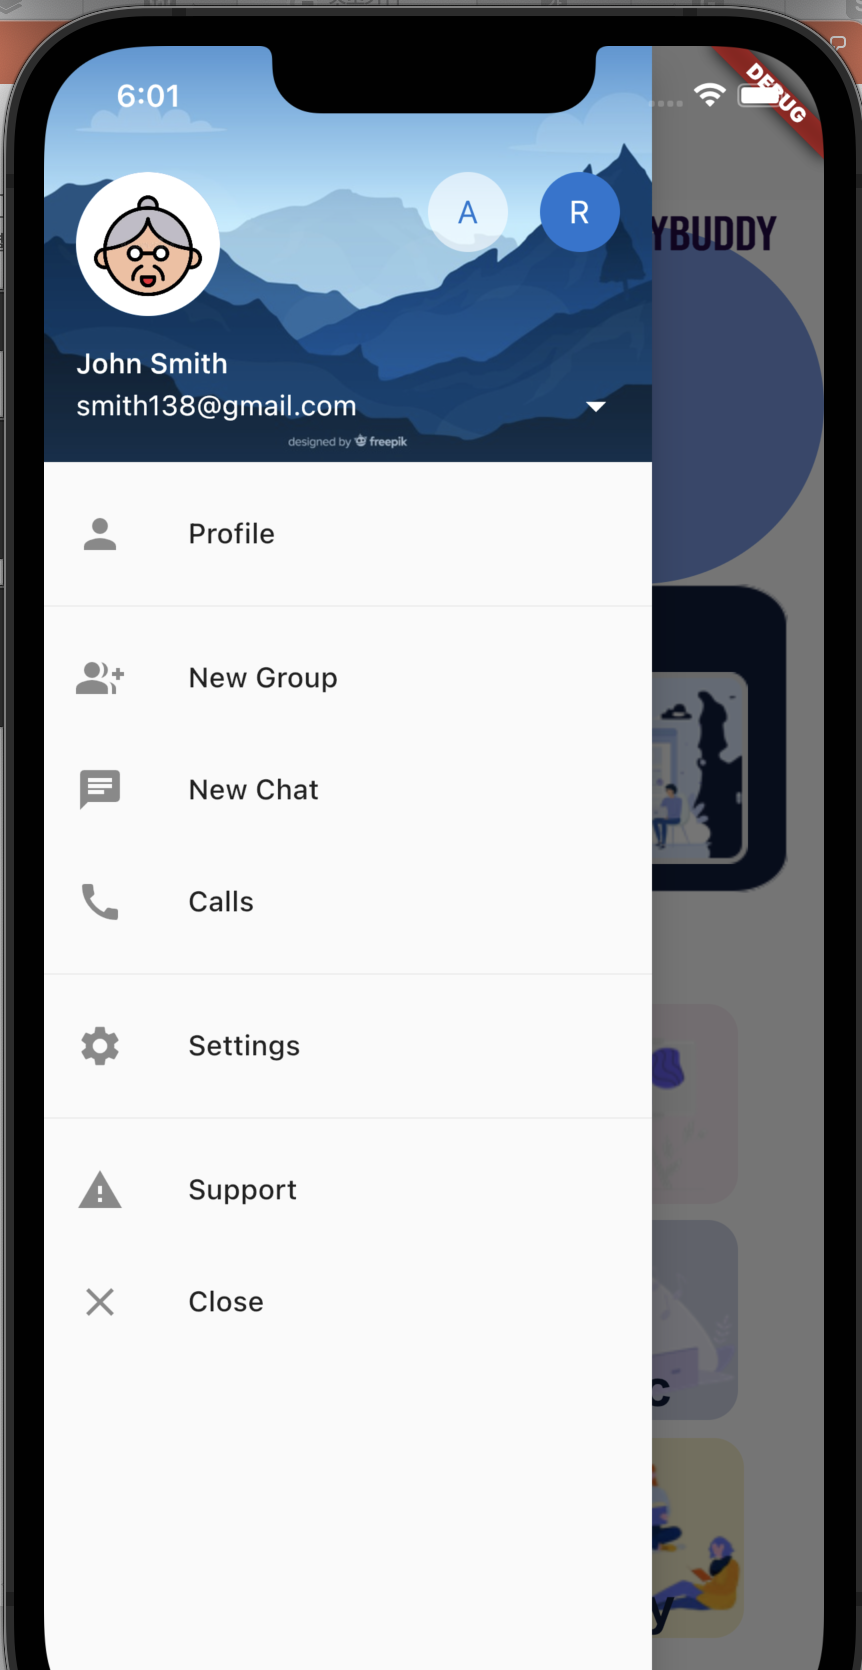 6:01
DEBUG
A R
YBUDDY
John Smith
smith138@gmail.com
designed by freepik
Profile
New Group
New Chat
Calls
Settings
Support
Close
c
y